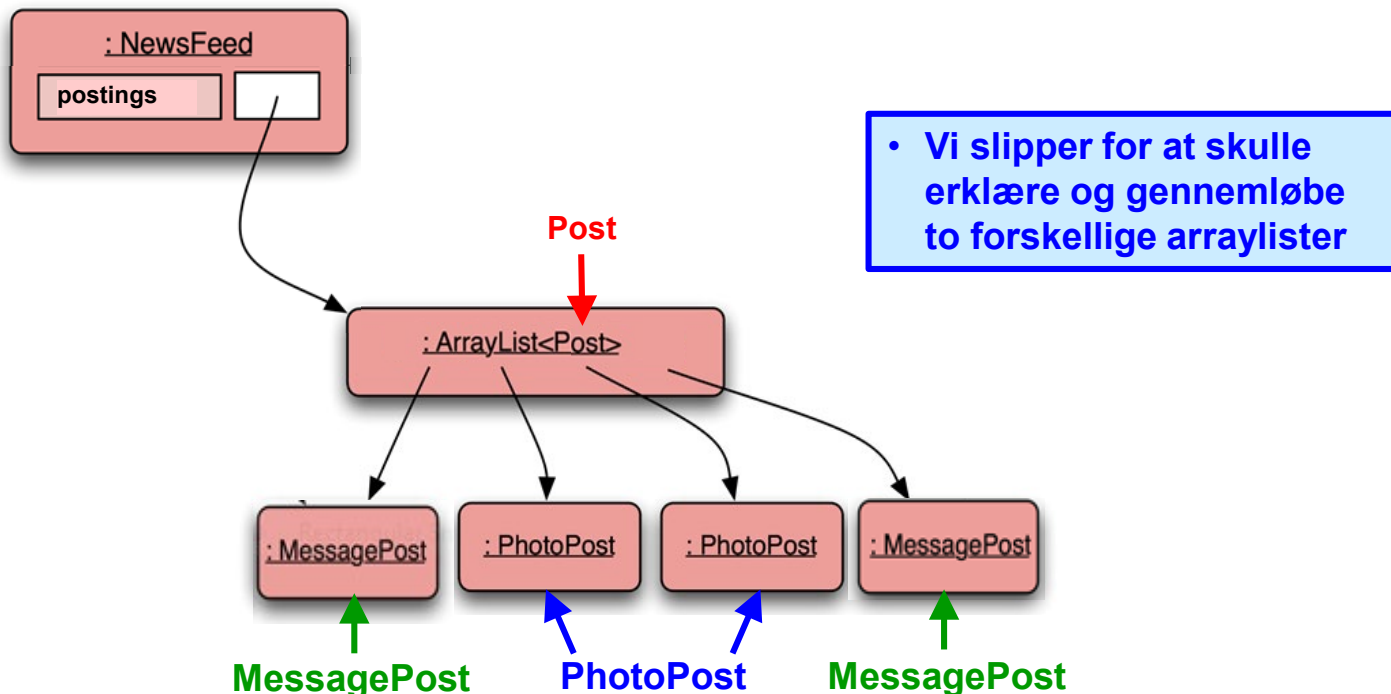 : NewsFeed
postings
• Vi slipper for at skulle
erklære og gennemløbe
to forskellige arraylister
Post
: ArrayList<Post>
: MessagePost
: PhotoPost
: PhotoPost
: MessagePost
MessagePost
PhotoPost
MessagePost